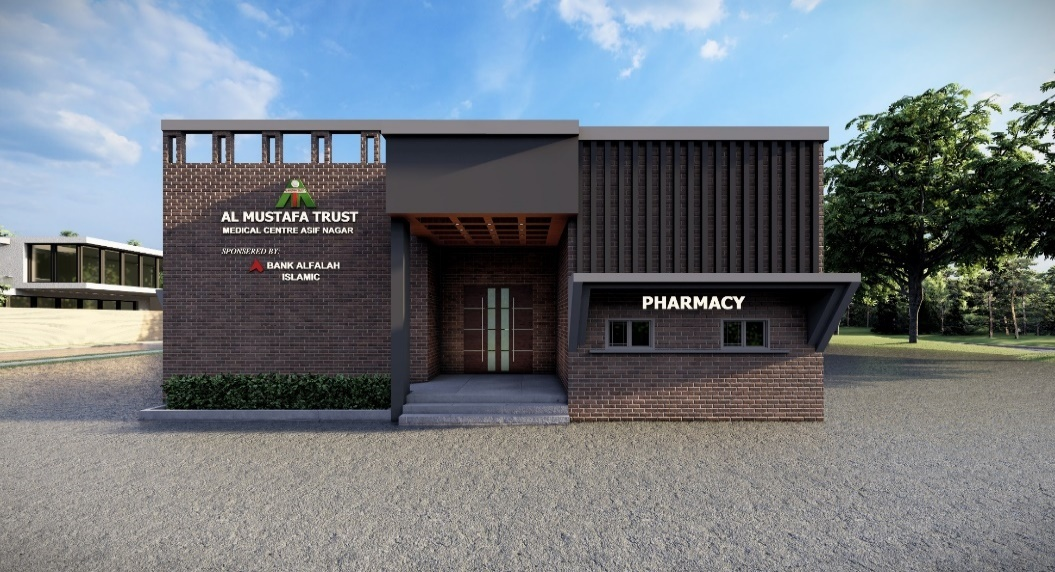 AL MUSTAFA TRUST
MEDICAL CENTRE ASIF NAGAR
SPONSERED BY:
BANK ALFALAH
ISLAMIC
PHARMACY